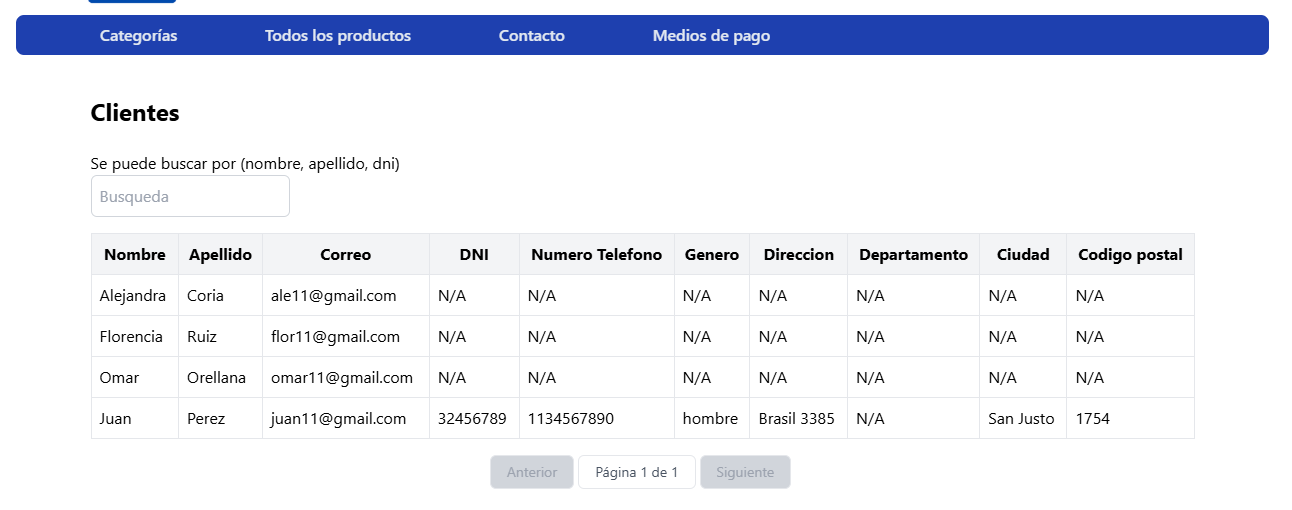 Categorías Todos los productos Contacto Medios de pago
Clientes
Se puede buscar por (nombre, apellido, dni)
Busqueda
Nombre Apellido Correo DNI Numero Telefono Genero Direccion Departamento Ciudad Codigo postal
Alejandra Coria ale11@gmail.com N/A N/A N/A N/A N/A N/A N/A
Florencia Ruiz flor11@gmail.com N/A N/A N/A N/A N/A N/A N/A
Omar Orellana omar11@gmail.com N/A N/A N/A N/A N/A N/A N/A
Juan Perez juan11@gmail.com 32456789 1134567890 hombre Brasil 3385 N/A San Justo 1754
Anterior Página 1 de 1 Siguiente